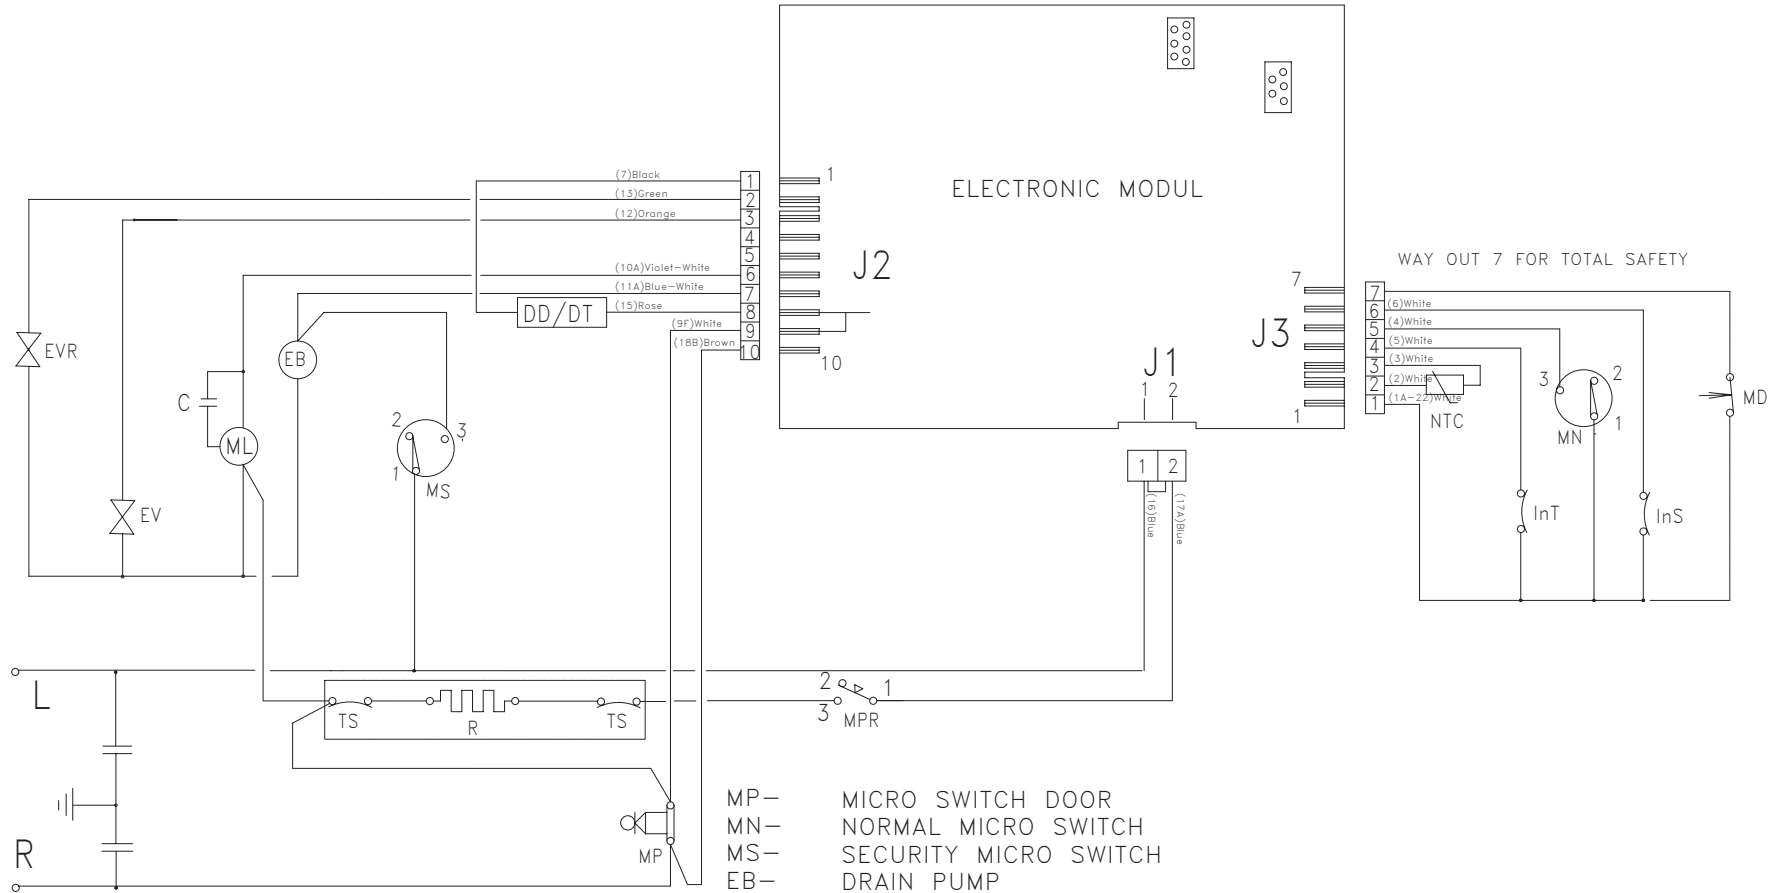 ELECTRONIC MODUL
J2
1
10
(7)Black
(13)Green
(12)Orange
(10A)Violet-White
(11A)Blue-White
(15)Rose
(9F)White
(18B)Brown
1
2
3
4
5
6
7
8
9
10
DD/DT
EVR
EB
C
ML
EV
2
3
1
MS
J1
1
2
1
2
(16)Blue
(17A)Blue
J3
7
1
WAY OUT 7 FOR TOTAL SAFETY
7
6
5
4
3
2
1
(6)White
(4)White
(5)White
(3)White
(2)White
(1A-22)White
NTC
3
2
1
MN
MD
InT
InS
L
TS
R
TS
2
3
1
MPR
R
MP
MP- MICRO SWITCH DOOR
MN- NORMAL MICRO SWITCH
MS- SECURITY MICRO SWITCH
EB- DRAIN PUMP